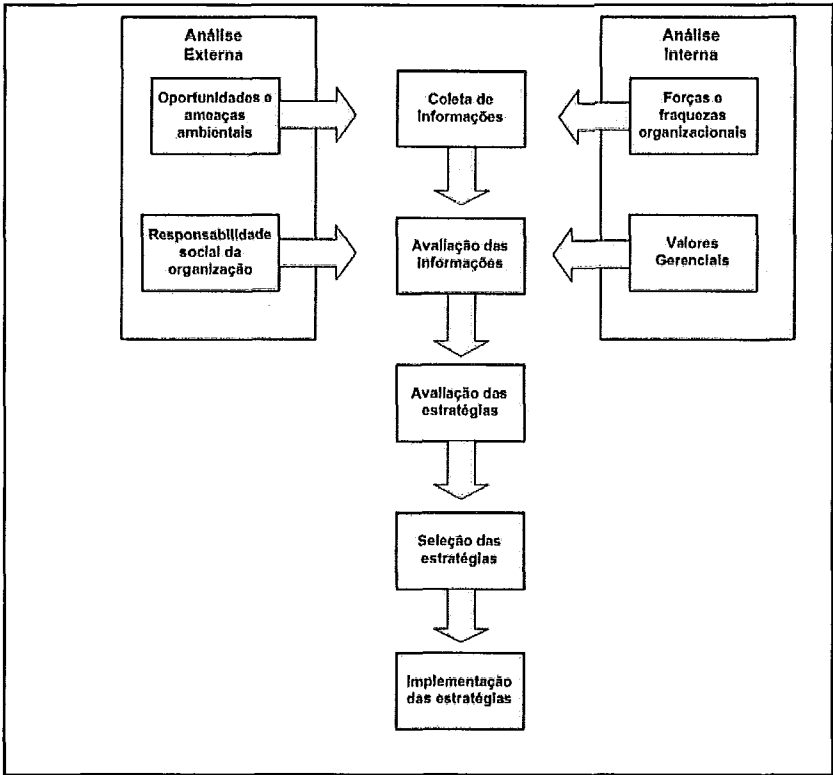 Análise
Externa
Oportunidades e
ameaças
ambientais
Responsabilidade
social da
organização
Coleta de
Informações
Avaliação das
Informações
Avaliação das
estratégias
Seleção das
estratégias
Implementação
das estratégias
Análise
Interna
Forças e
fraquezas
organizacionais
Valores
Gerenciais